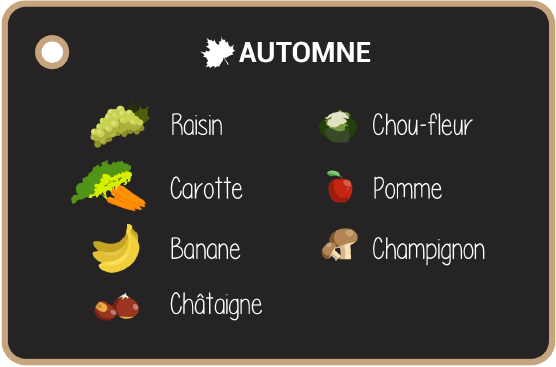 AUTOMNE
Raisin
Carotte
Banane
Châtaigne
Chou-fleur
Pomme
Champignon